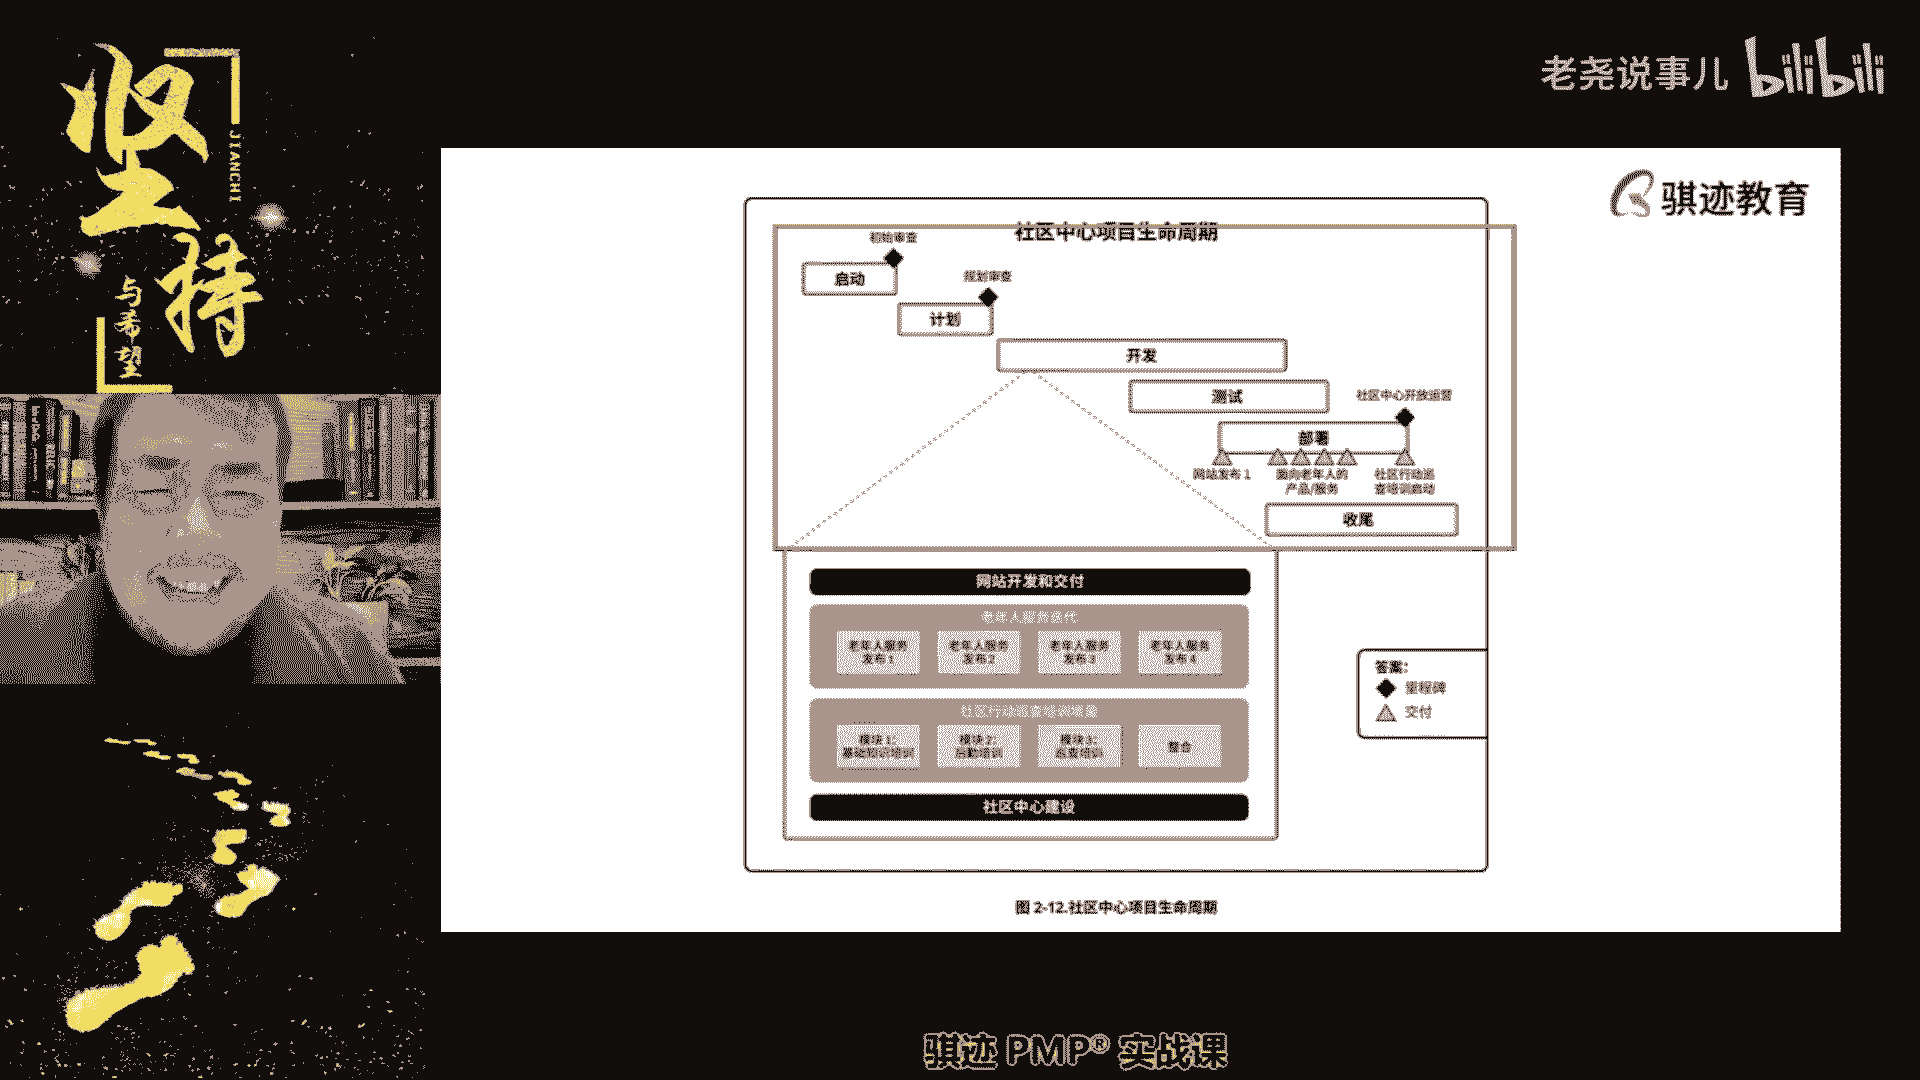 坚持
JIANCHI
与希望
老尧说事儿 bilibili
骐迹教育
社区中心项目生命周期
初始审查
启动
规划审查
计划
开发
测试
社区中心开放运营
部署
网站发布 1
面向老年人的
产品/服务
社区行动巡
查培训启动
收尾
网站开发和交付
老年人服务迭代
老年人服务
发布 1
老年人服务
发布 2
老年人服务
发布 3
老年人服务
发布 4
社区行动巡查培训增量
模块 1:
基础知识培训
模块 2:
后勤培训
模块 3:
巡查培训
整合
社区中心建设
答案:
里程碑
交付
图 2-12.社区中心项目生命周期
骐迹 PMP® 实战课